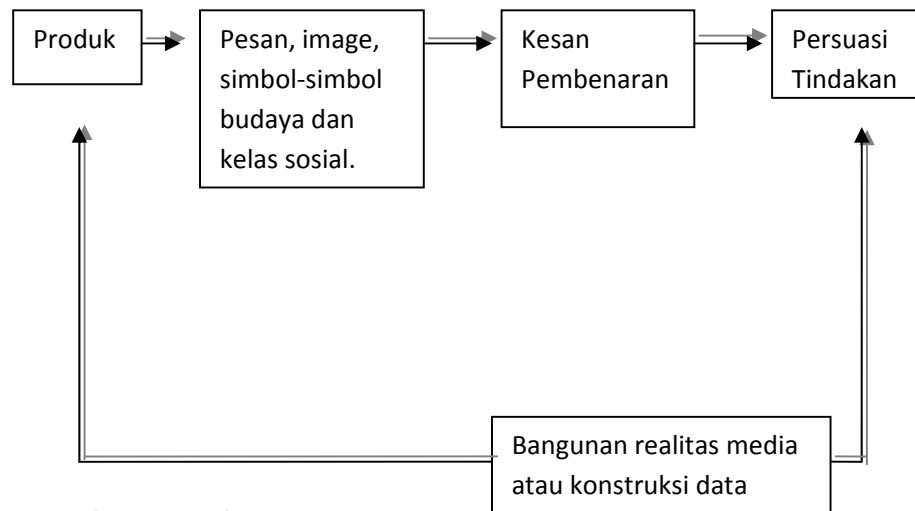 Produk
Pesan, image,
simbol-simbol
budaya dan
kelas sosial.
Kesan
Pembenaran
Persuasi
Tindakan
Bangunan realitas media
atau konstruksi data